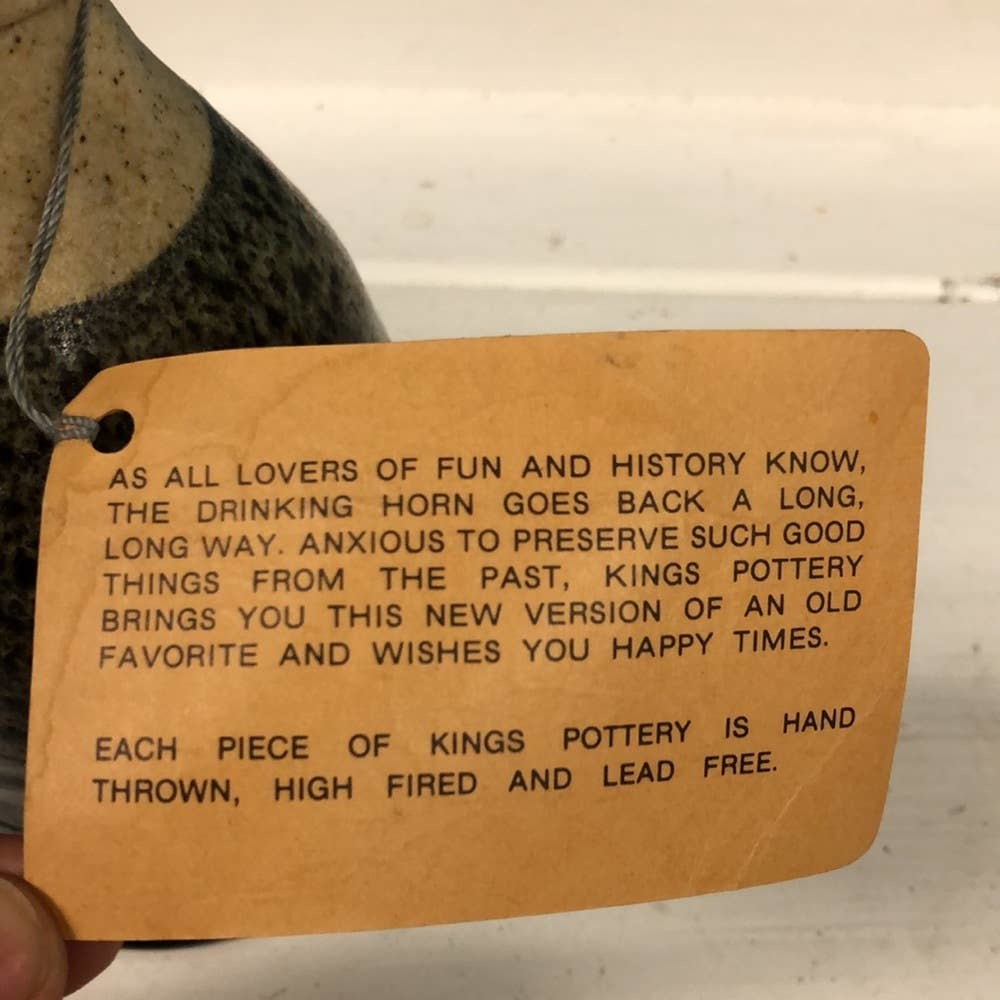 AS ALL LOVERS OF FUN AND HISTORY KNOW,
THE DRINKING HORN GOES BACK A LONG,
LONG WAY. ANXIOUS TO PRESERVE SUCH GOOD
THINGS FROM THE PAST, KINGS POTTERY
BRINGS YOU THIS NEW VERSION OF AN OLD
FAVORITE AND WISHES YOU HAPPY TIMES.
EACH PIECE OF KINGS POTTERY IS HAND
THROWN, HIGH FIRED AND LEAD FREE.